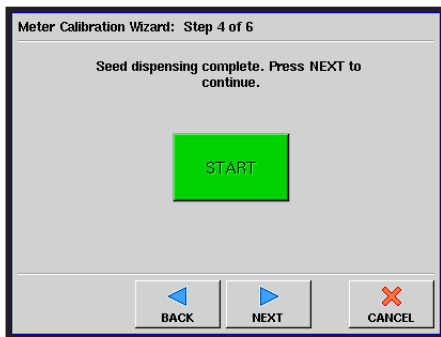 Meter Calibration Wizard: Step 4 of 6
Seed dispensing complete. Press NEXT to
continue.
START
BACK NEXT CANCEL